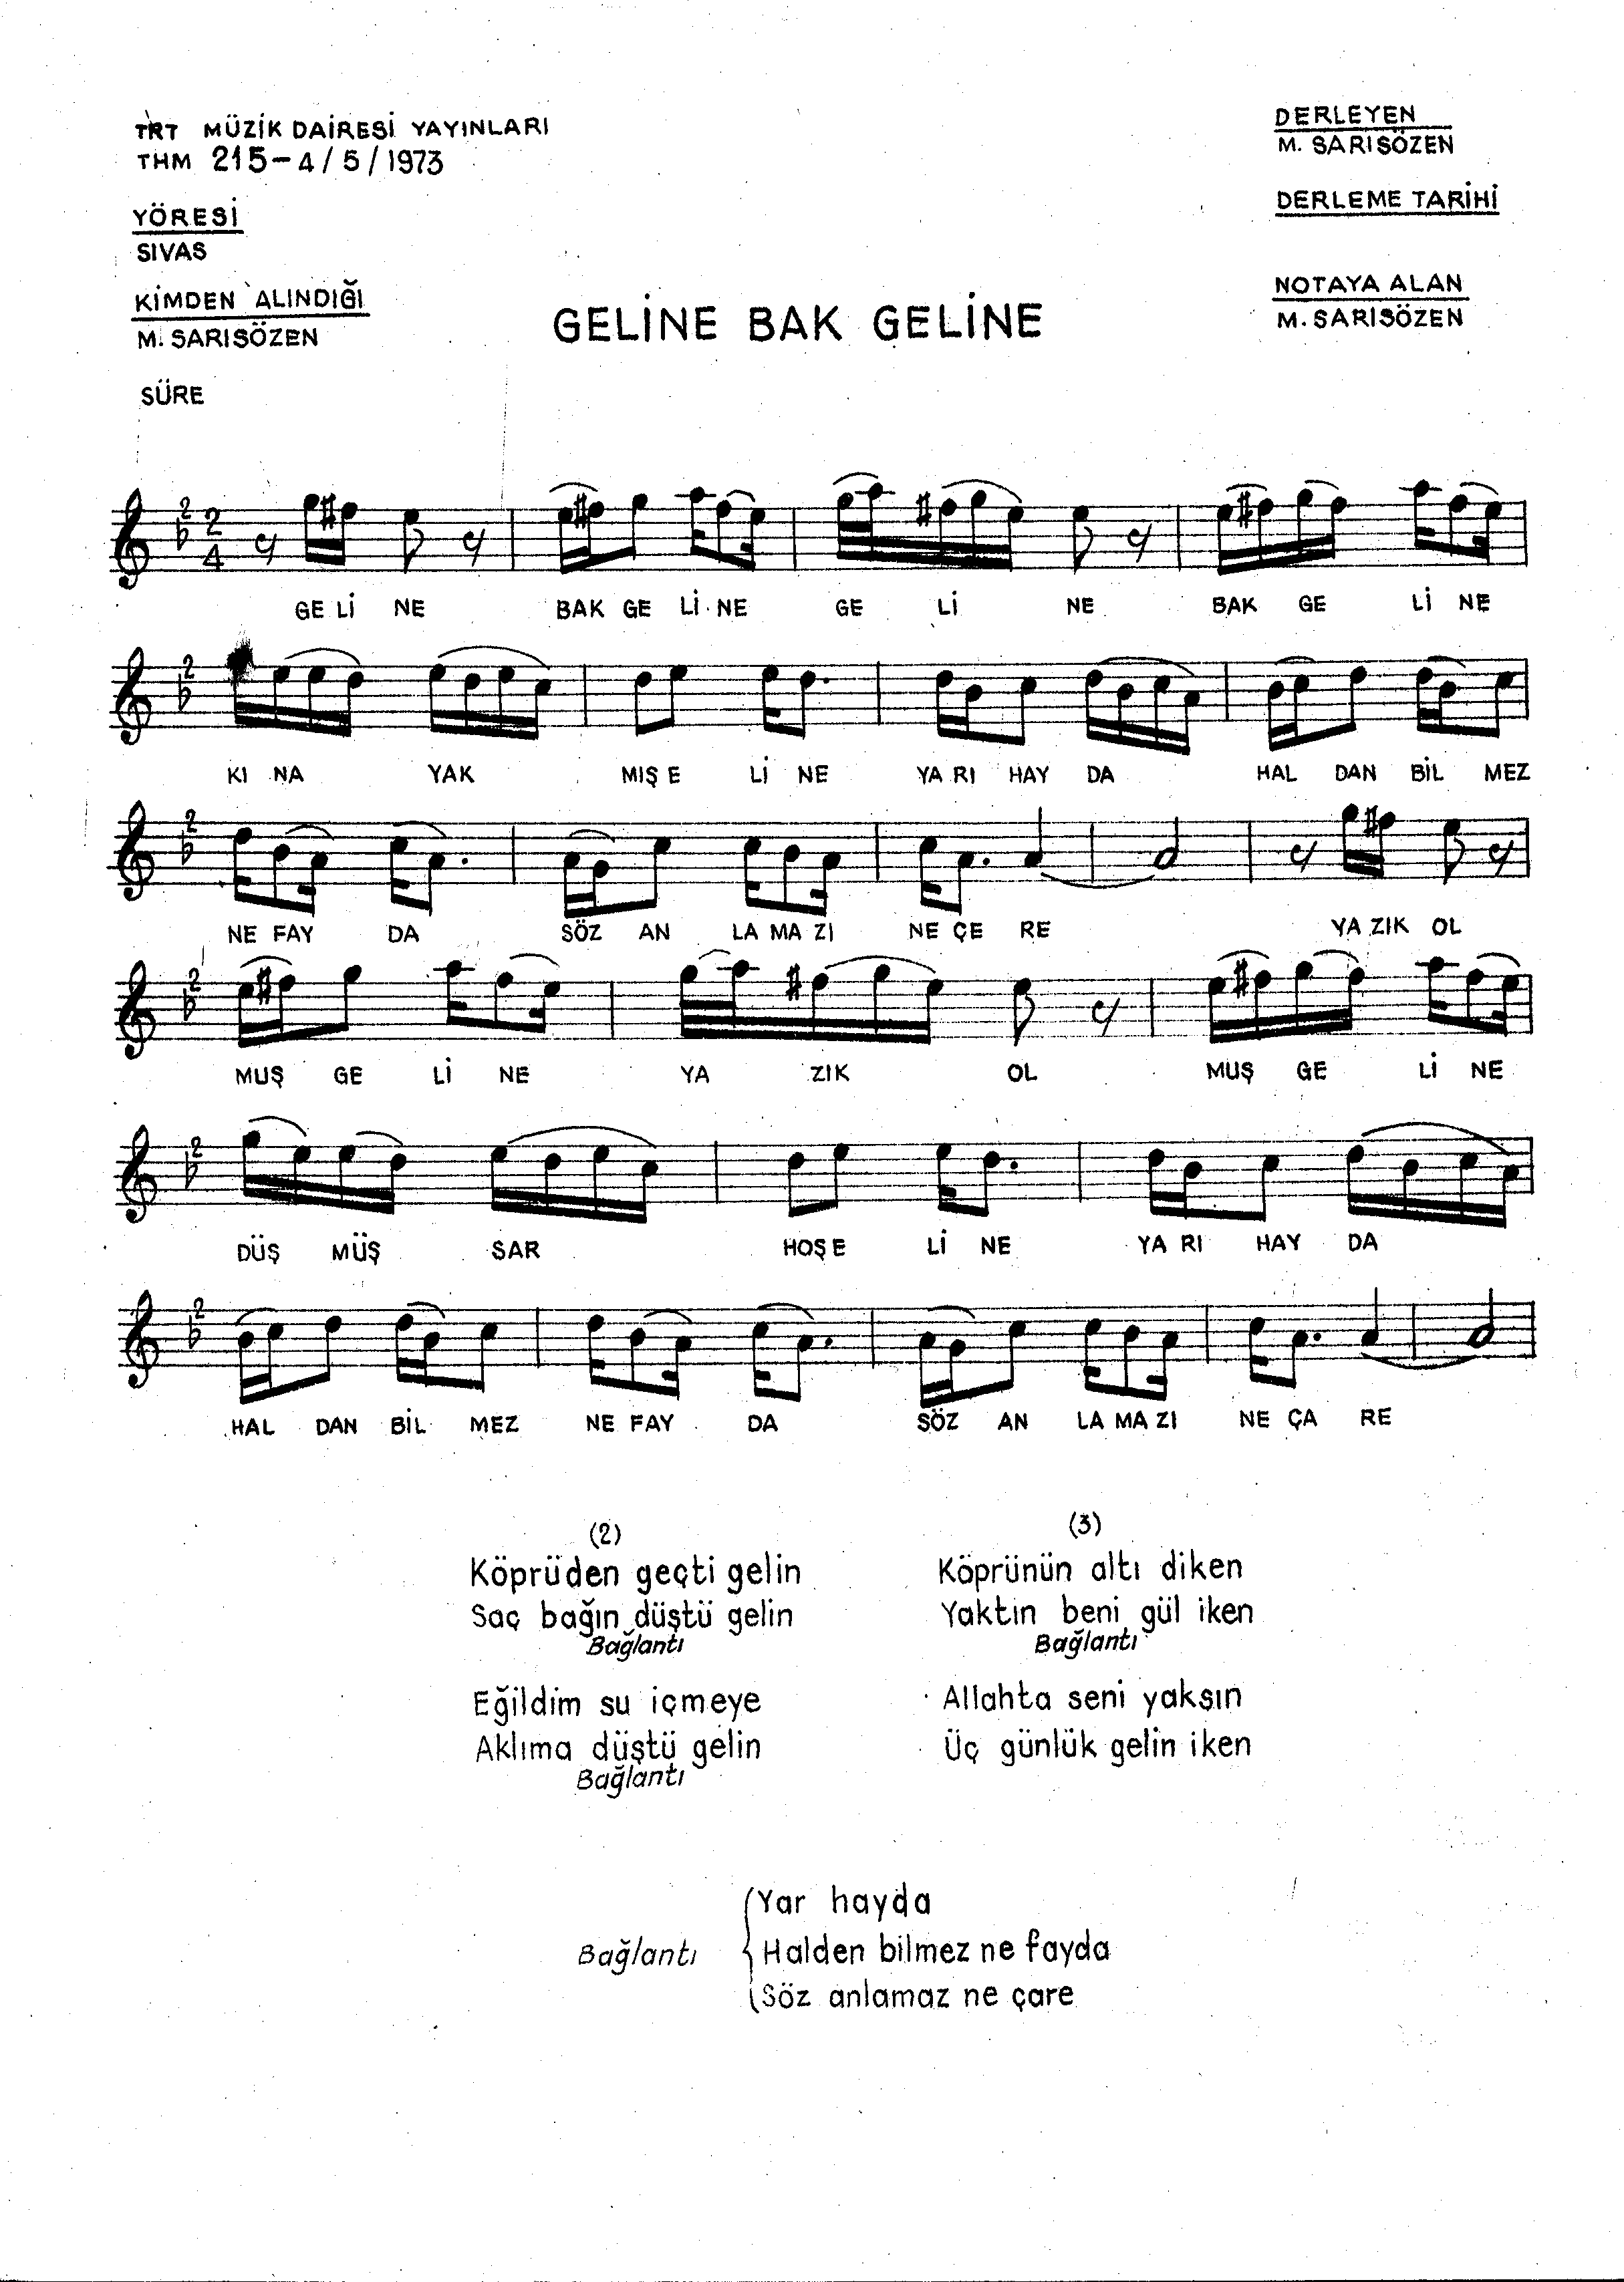 TRT MÜZİK DAİRESİ YAYINLARI
THM 215-4/5/1973
DERLEYEN
M. SARISÖZEN
YÖRESİ
SIVAS
DERLEME TARİHİ
KİMDEN ALINDIĞI
M. SARISÖZEN
GELİNE BAK GELİNE
NOTAYA ALAN
M. SARISÖZEN
SÜRE
2
2
4
GE Lİ NE BAK GE Lİ NE GE Lİ NE BAK GE Lİ NE
2
KI NA YAK MIŞ E Lİ NE YA RI HAY DA HAL DAN BİL MEZ
2
NE FAY DA SÖZ AN LA MA ZI NE ÇE RE YA ZIK OL
2
MUŞ GE Lİ NE YA ZIK OL MUŞ GE Lİ NE
2
DÜŞ MÜŞ SAR HOŞ E Lİ NE YA RI HAY DA
2
HAL DAN BİL MEZ NE FAY DA SÖZ AN LA MA ZI NE ÇA RE
(2)
Köprüden geçti gelin
Saç bağın düştü gelin
Bağlantı
Eğildim su içmeye
Aklıma düştü gelin
Bağlantı
(3)
Köprünün altı diken
Yaktın beni gül iken
Bağlantı
Allahta seni yaksın
Üç günlük gelin iken
Bağlantı
Yar hayda
Halden bilmez ne fayda
Söz anlamaz ne çare